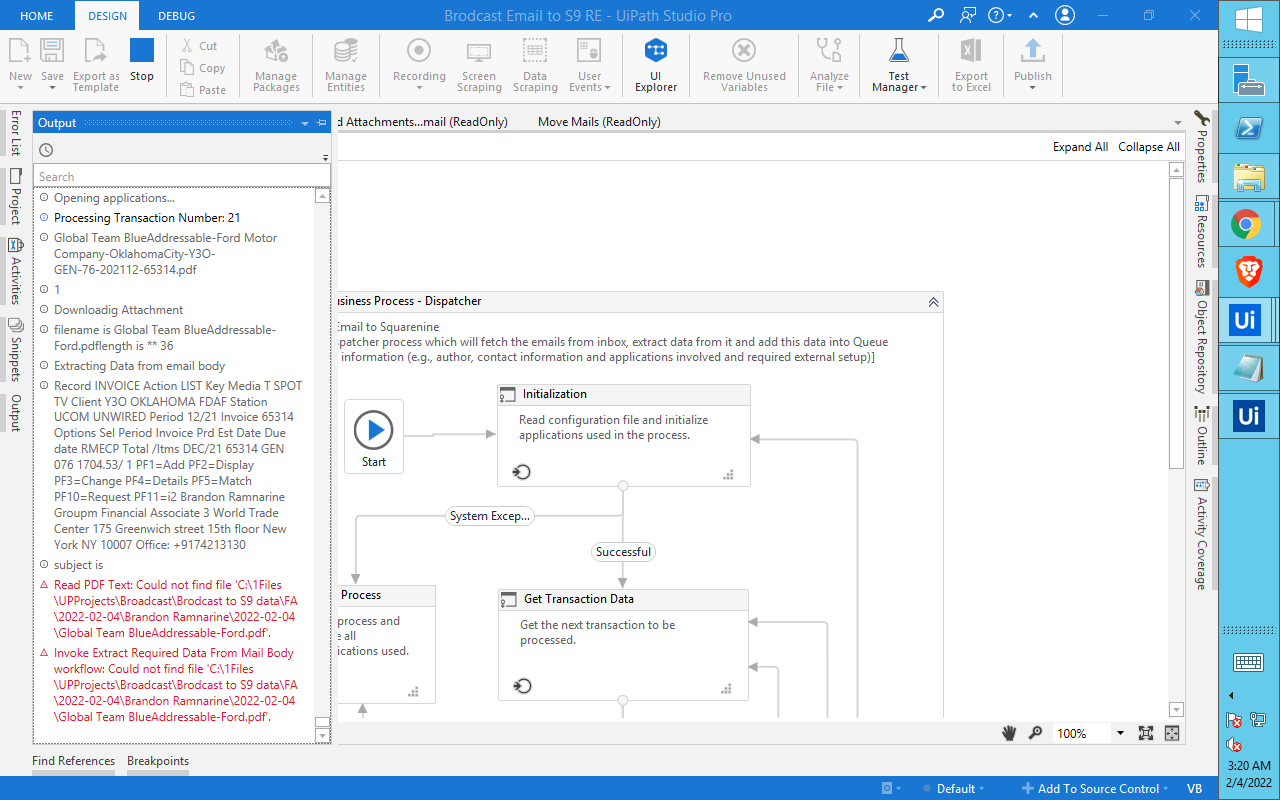 HOME
DESIGN
DEBUG
Brodcast Email to S9 RE - UiPath Studio Pro
New
Save
Export as
Template
Stop
Cut
Copy
Paste
Manage
Packages
Manage
Entities
Recording
Screen
Scraping
Data
Scraping
User
Events
UI
Explorer
Remove Unused
Variables
Analyze
File
Test
Manager
Export
to Excel
Publish
Error List
Project
Activities
Snippets
Output
Output
Search
Opening applications...
Processing Transaction Number: 21
Global Team BlueAddressable-Ford Motor
Company-OklahomaCity-Y3O-
GEN-76-202112-65314.pdf
1
Downloadig Attachment
filename is Global Team BlueAddressable-
Ford.pdflength is ** 36
Extracting Data from email body
Record INVOICE Action LIST Key Media T SPOT
TV Client Y3O OKLAHOMA FDAF Station
UCOM UNWIRED Period 12/21 Invoice 65314
Options Sel Period Invoice Prd Est Date Due
date RMECP Total /Itms DEC/21 65314 GEN
076 1704.53/ 1 PF1=Add PF2=Display
PF3=Change PF4=Details PF5=Match
PF10=Request PF11=i2 Brandon Ramnarine
Groupm Financial Associate 3 World Trade
Center 175 Greenwich street 15th floor New
York NY 10007 Office: +9174213130
subject is
Read PDF Text: Could not find file 'C:\1Files
\UPProjects\Broadcast\Brodcast to S9 data\FA
\2022-02-04\Brandon Ramnarine\2022-02-04
\Global Team BlueAddressable-Ford.pdf'.
Invoke Extract Required Data From Mail Body
workflow: Could not find file 'C:\1Files
\UPProjects\Broadcast\Brodcast to S9 data\FA
\2022-02-04\Brandon Ramnarine\2022-02-04
\Global Team BlueAddressable-Ford.pdf'.
d Attachments...mail (ReadOnly)
Move Mails (ReadOnly)
Expand All
Collapse All
usiness Process - Dispatcher
Email to Squarenine
spatcher process which will fetch the emails from inbox, extract data from it and add this data into Queue
information (e.g., author, contact information and applications involved and required external setup)]
Start
Initialization
Read configuration file and initialize
applications used in the process.
System Excep...
Successful
Process
process and
e all
ications used.
Get Transaction Data
Get the next transaction to be
processed.
100%
Properties
Resources
Object Repository
Outline
Activity Coverage
Find References
Breakpoints
Default
Add To Source Control
VB
Ui
Ui
3:20 AM
2/4/2022